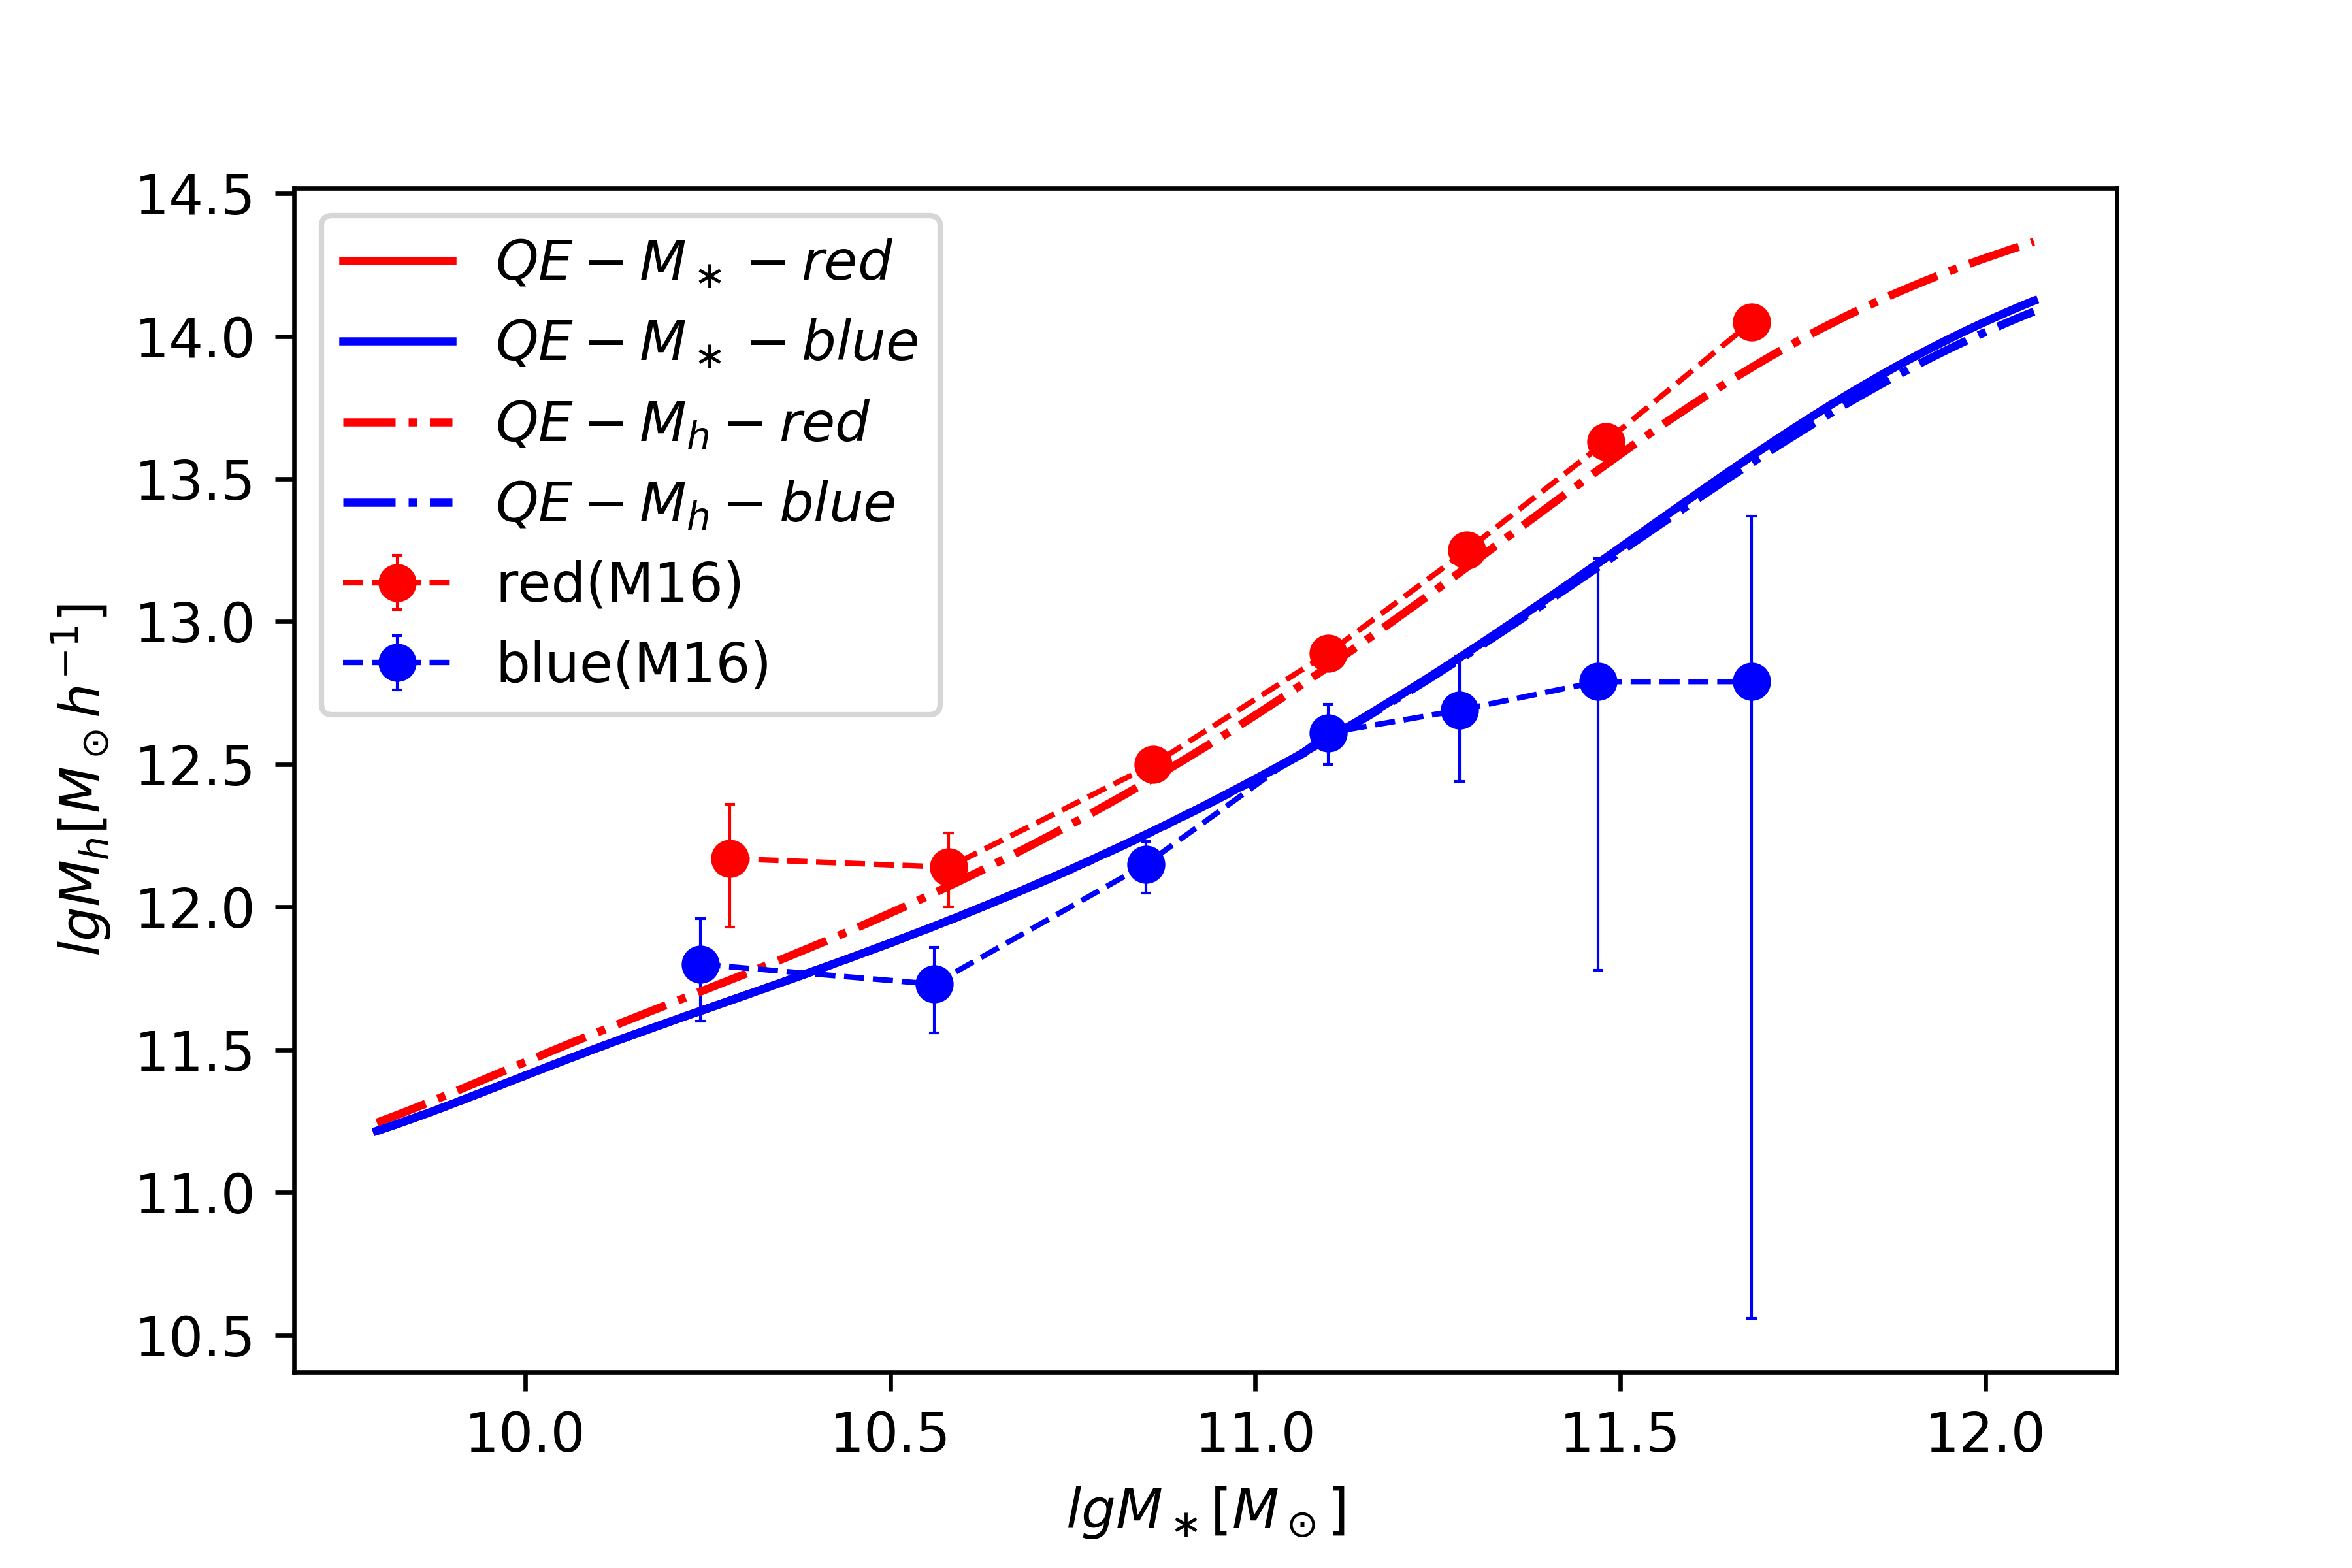 14.5
14.0
13.5
13.0
12.5
12.0
11.5
11.0
10.5
lgM_h[M_⊙h^{-1}]
QE − M_* − red
QE − M_* − blue
QE − M_h − red
QE − M_h − blue
red(M16)
blue(M16)
10.0 10.5 11.0 11.5 12.0
lgM_*[M_⊙]